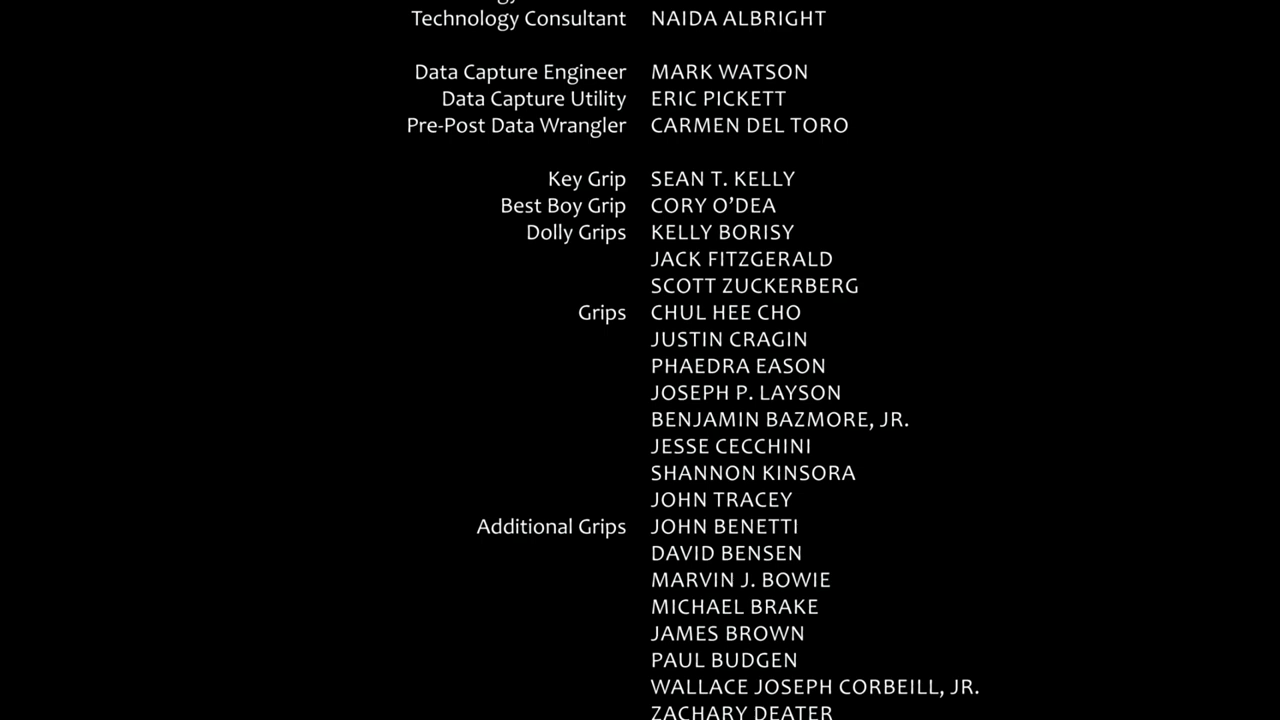 Technology Consultant NAIDA ALBRIGHT
Data Capture Engineer MARK WATSON
Data Capture Utility ERIC PICKETT
Pre-Post Data Wrangler CARMEN DEL TORO
Key Grip SEAN T. KELLY
Best Boy Grip CORY O’DEA
Dolly Grips KELLY BORISY
JACK FITZGERALD
SCOTT ZUCKERBERG
Grips CHUL HEE CHO
JUSTIN CRAGIN
PHAEDRA EASON
JOSEPH P. LAYSON
BENJAMIN BAZMORE, JR.
JESSE CECCHINI
SHANNON KINSORA
JOHN TRACEY
Additional Grips JOHN BENETTI
DAVID BENSEN
MARVIN J. BOWIE
MICHAEL BRAKE
JAMES BROWN
PAUL BUDGEN
WALLACE JOSEPH CORBEILL, JR.
ZACHARY DEATER